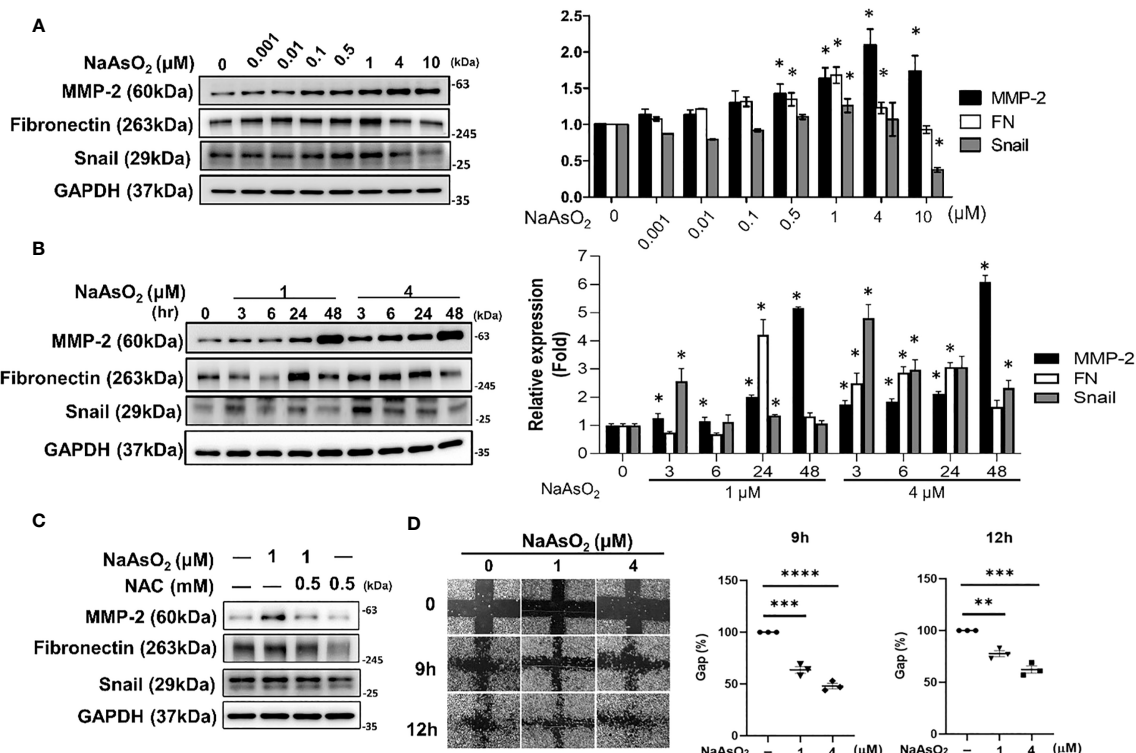 A
NaAsO2 (μM) 0 0.001 0.01 0.1 0.5 1 4 10 (kDa)
MMP-2 (60kDa) -63
Fibronectin (263kDa) -245
Snail (29kDa) -25
GAPDH (37kDa) -35
2.5
2.0
1.5
1.0
0.5
0.0
* * * * * * * * *
MMP-2
FN
Snail
NaAsO2 0 0.001 0.01 0.1 0.5 1 4 10 (μM)
B
NaAsO2 (μM) 1 4
(hr) 0 3 6 24 48 3 6 24 48 (kDa)
MMP-2 (60kDa) -63
Fibronectin (263kDa) -245
Snail (29kDa) -25
GAPDH (37kDa) -35
Relative expression
(Fold)
7
6
5
4
3
2
1
0
* * * * * * * * * * * * * * * * * *
MMP-2
FN
Snail
0 3 6 24 48 3 6 24 48
NaAsO2 1 μM 4 μM
C
NaAsO2 (μM) — 1 1 —
NAC (mM) — — 0.5 0.5 (kDa)
MMP-2 (60kDa) -63
Fibronectin (263kDa) -245
Snail (29kDa) -25
GAPDH (37kDa) -35
D
NaAsO2 (μM)
0 1 4
0
9h
12h
9h
Gap (%)
150
100
50
0
****
***
NaAsO2 – 1 4 (μM)
12h
Gap (%)
150
100
50
0
***
**
NaAsO2 – 1 4 (μM)